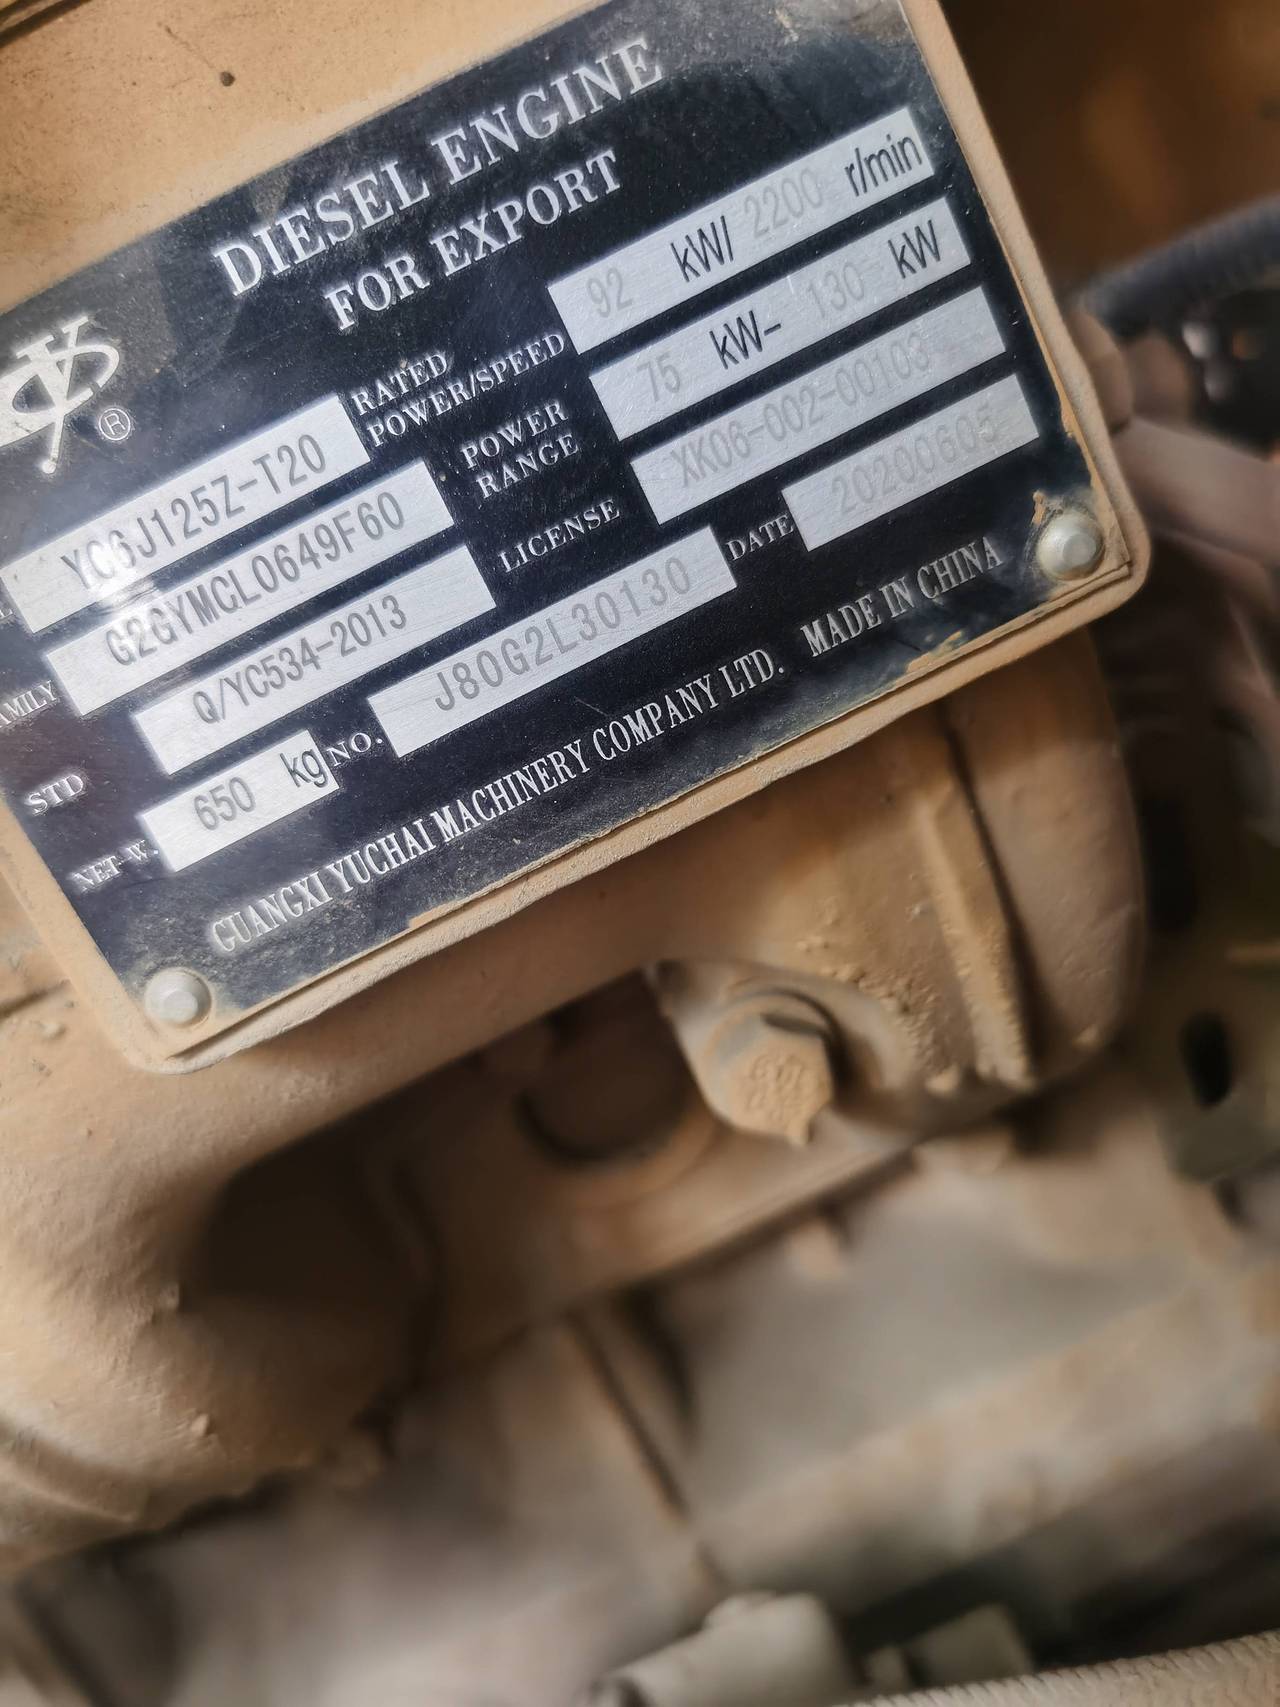 DIESEL ENGINE
FOR EXPORT
®
YC6J125Z-T20
RATED POWER/SPEED 92 kW/ 2200 r/min
G2GYMGL0649F60
POWER RANGE 75 kW- 130 kW
STD Q/YC534-2013
LICENSE XK06-002-00103
NET-W. 650 kg NO. J80G2L30130 DATE 20200605
GUANGXI YUCHAI MACHINERY COMPANY LTD. MADE IN CHINA